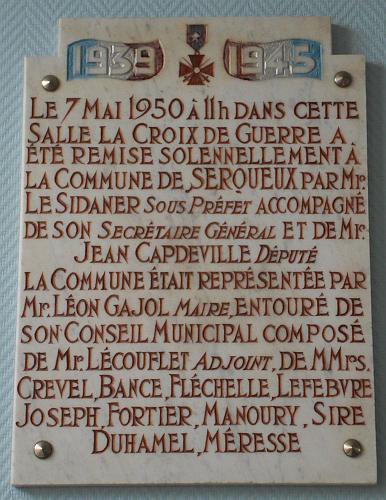 1939 1945
LE 7 MAI 1950 À 11h DANS CETTE
SALLE LA CROIX DE GUERRE A
ÉTÉ REMISE SOLENNELLEMENT À
LA COMMUNE DE SERQUEUX PAR Mr.
LE SIDANER SOUS PRÉFET ACCOMPAGNÉ
DE SON SECRÉTAIRE GÉNÉRAL ET DE Mr.
JEAN CAPDEVILLE DÉPUTÉ
LA COMMUNE ÉTAIT REPRÉSENTÉE PAR
Mr. LÉON GAJOL MAIRE, ENTOURÉ DE
SON CONSEIL MUNICIPAL COMPOSÉ
DE Mr. LÉCOUFLET ADJOINT, DE MMrs.
CREVEL, BANCE, FLÉCHELLE, LEFEBVRE
JOSEPH, FORTIER, MANOURY, SIRE
DUHAMEL, MÉRESSE